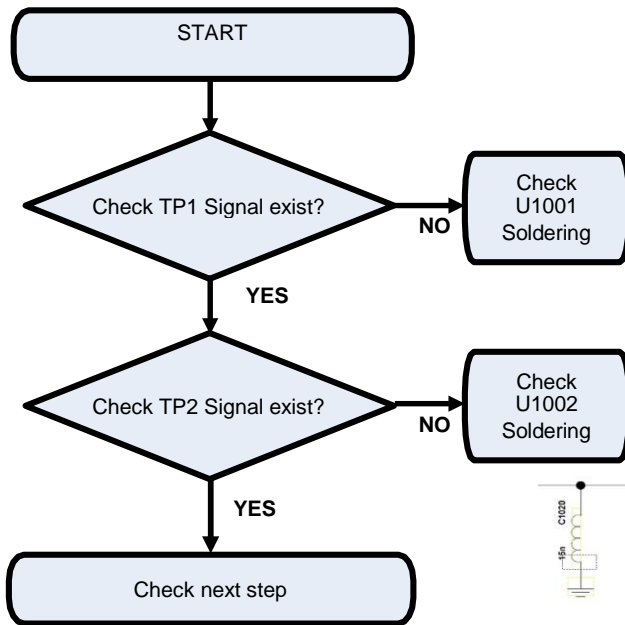 START
Check TP1 Signal exist?
NO
Check
U1001
Soldering
YES
Check TP2 Signal exist?
NO
Check
U1002
Soldering
YES
C1020
15n
Check next step